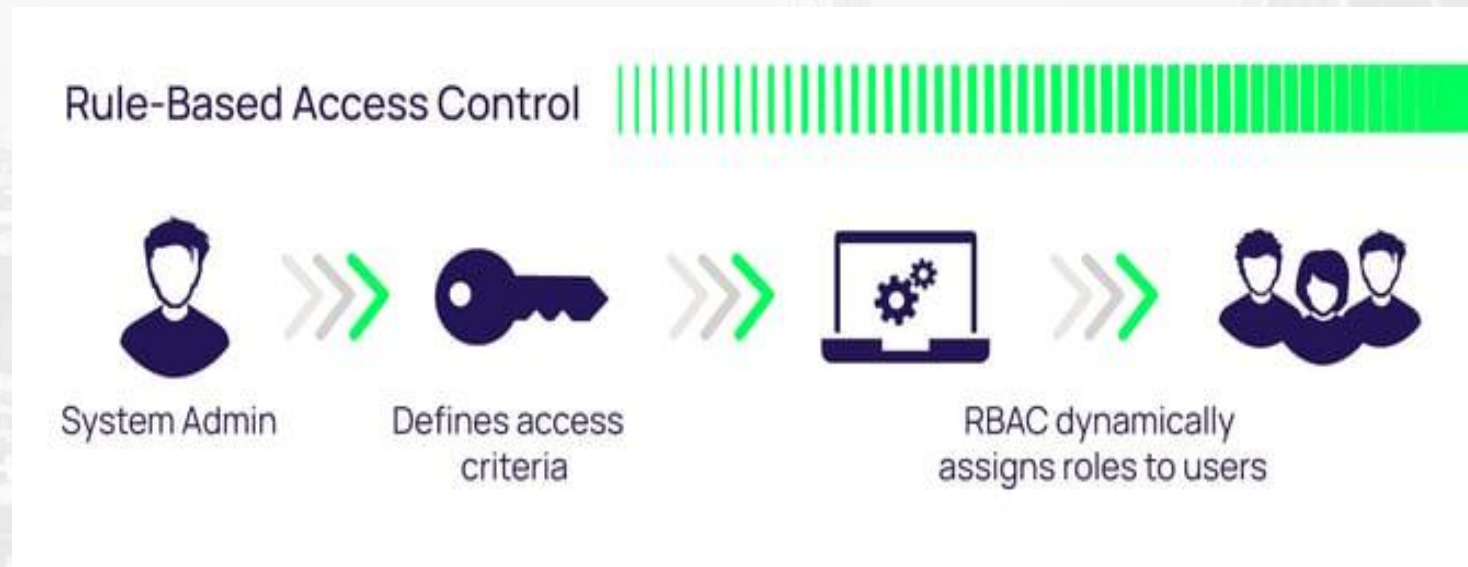 Rule-Based Access Control
System Admin
Defines access
criteria
RBAC dynamically
assigns roles to users